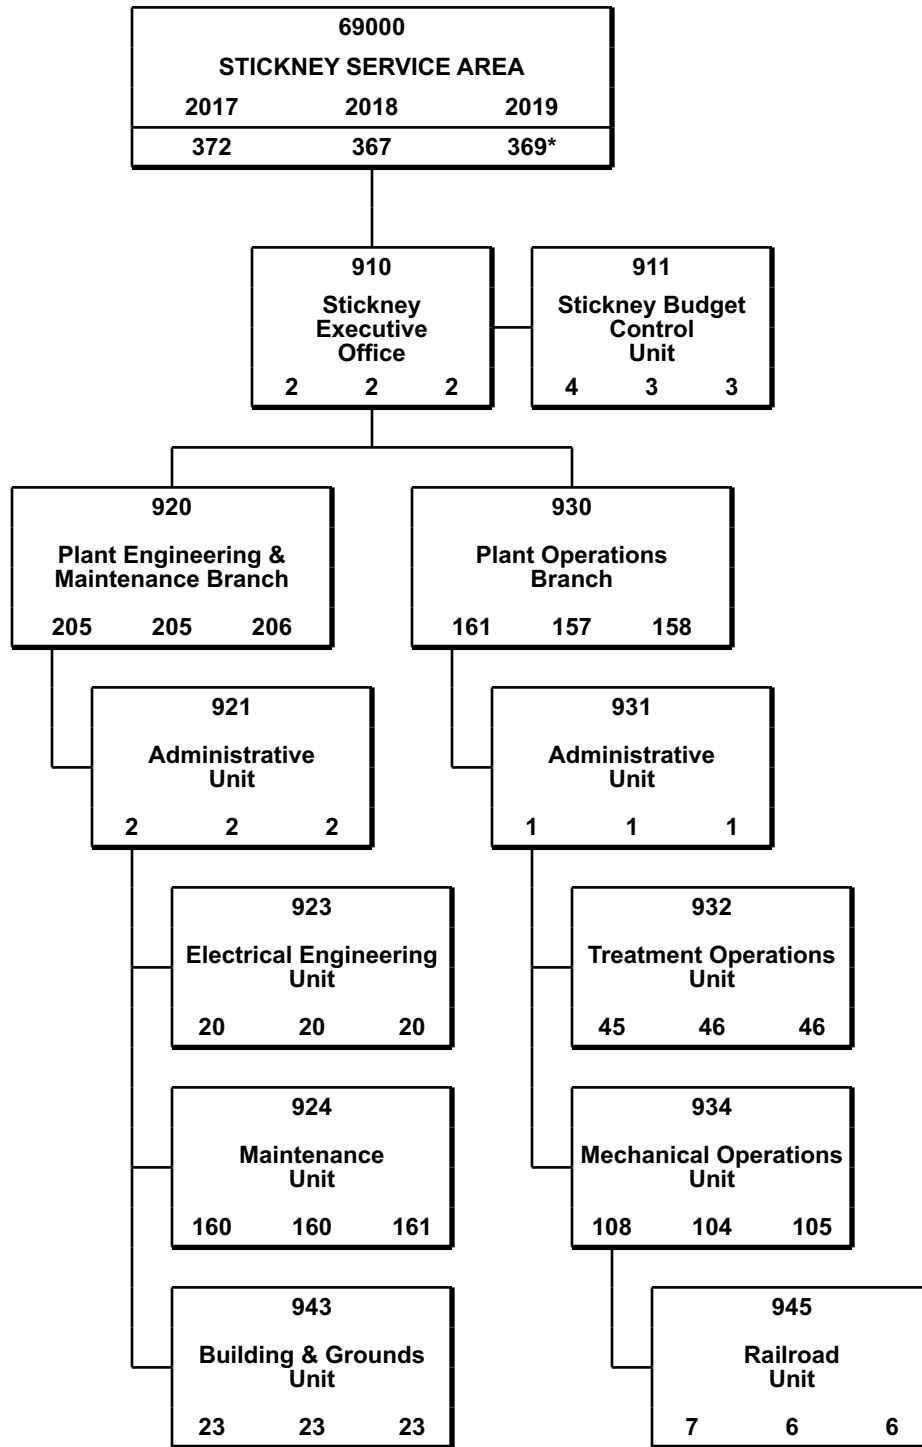 69000
STICKNEY SERVICE AREA
2017 2018 2019
372 367 369*
910
Stickney
Executive
Office
2 2 2
911
Stickney Budget
Control
Unit
4 3 3
920
Plant Engineering &
Maintenance Branch
205 205 206
930
Plant Operations
Branch
161 157 158
921
Administrative
Unit
2 2 2
931
Administrative
Unit
1 1 1
923
Electrical Engineering
Unit
20 20 20
932
Treatment Operations
Unit
45 46 46
924
Maintenance
Unit
160 160 161
934
Mechanical Operations
Unit
108 104 105
943
Building & Grounds
Unit
23 23 23
945
Railroad
Unit
7 6 6